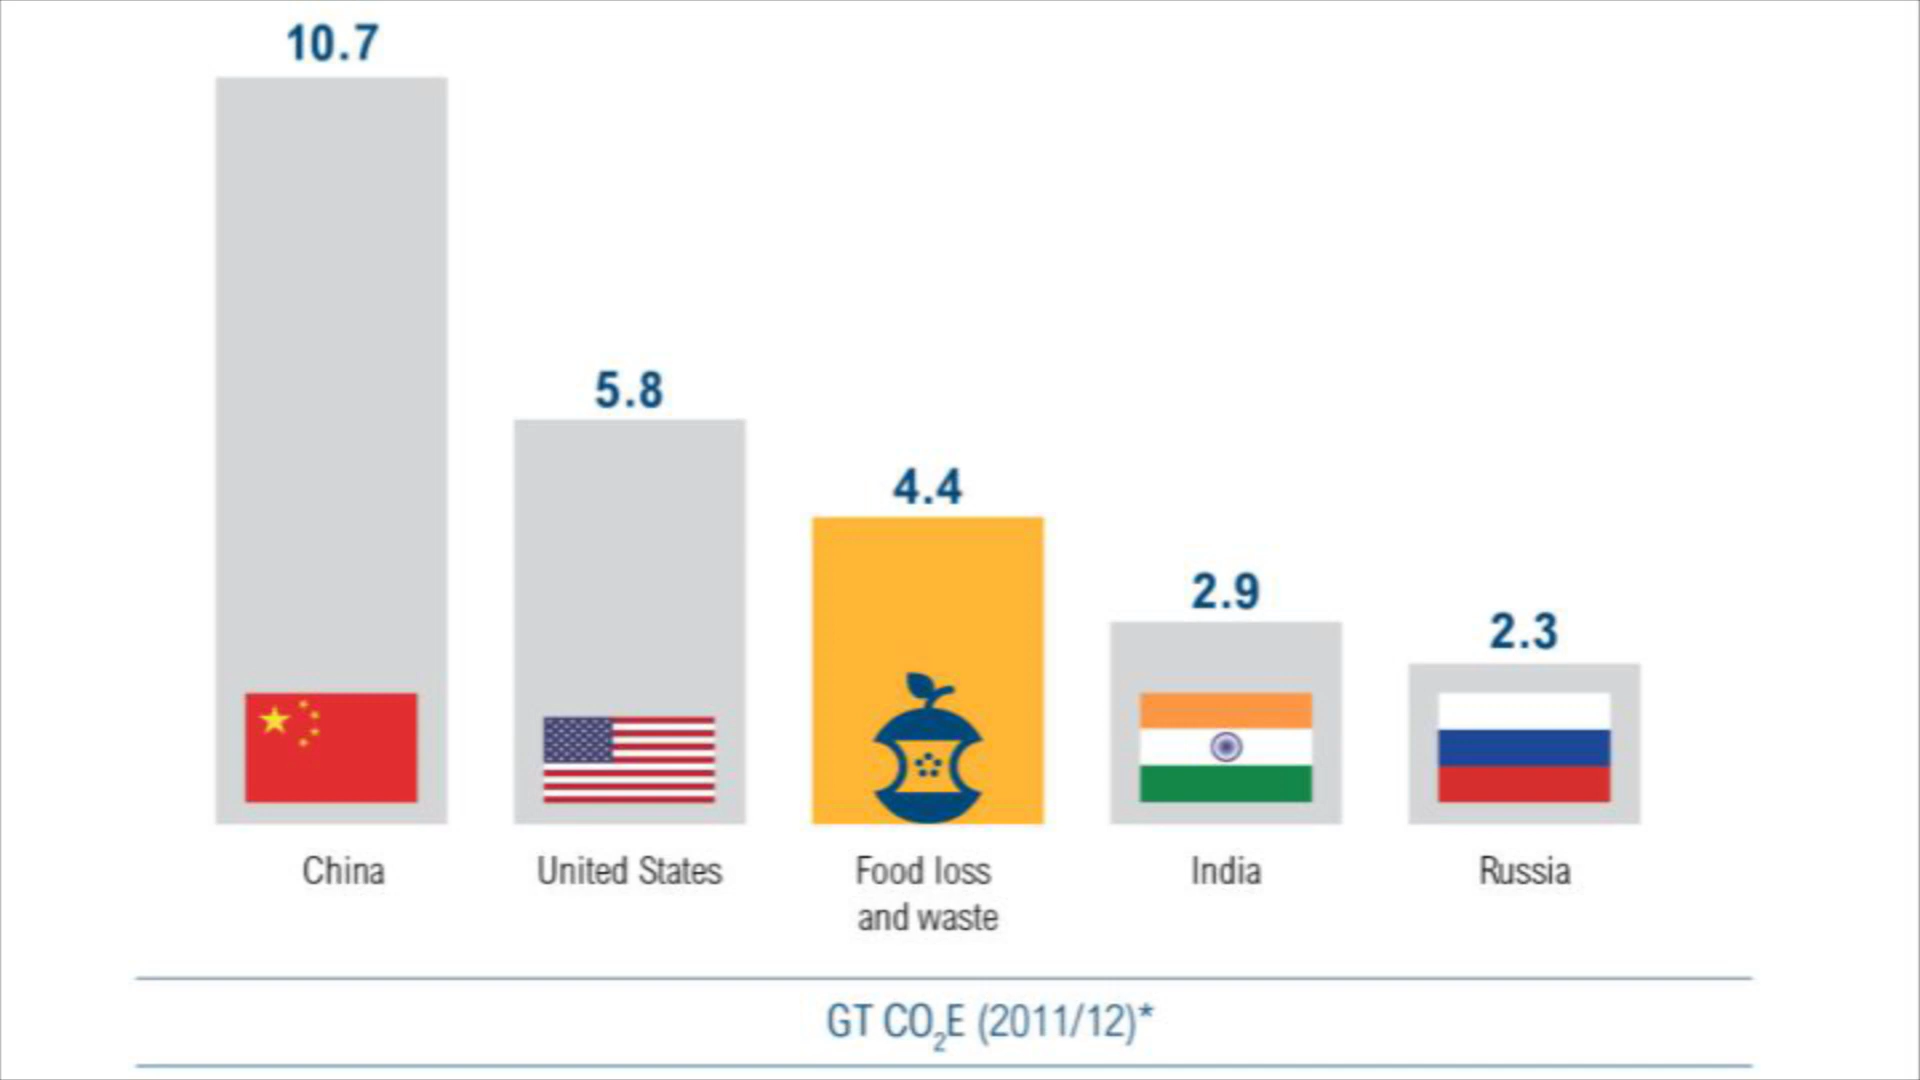 10.7
5.8
4.4
2.9
2.3
China
United States
Food loss
and waste
India
Russia
GT CO₂E (2011/12)*